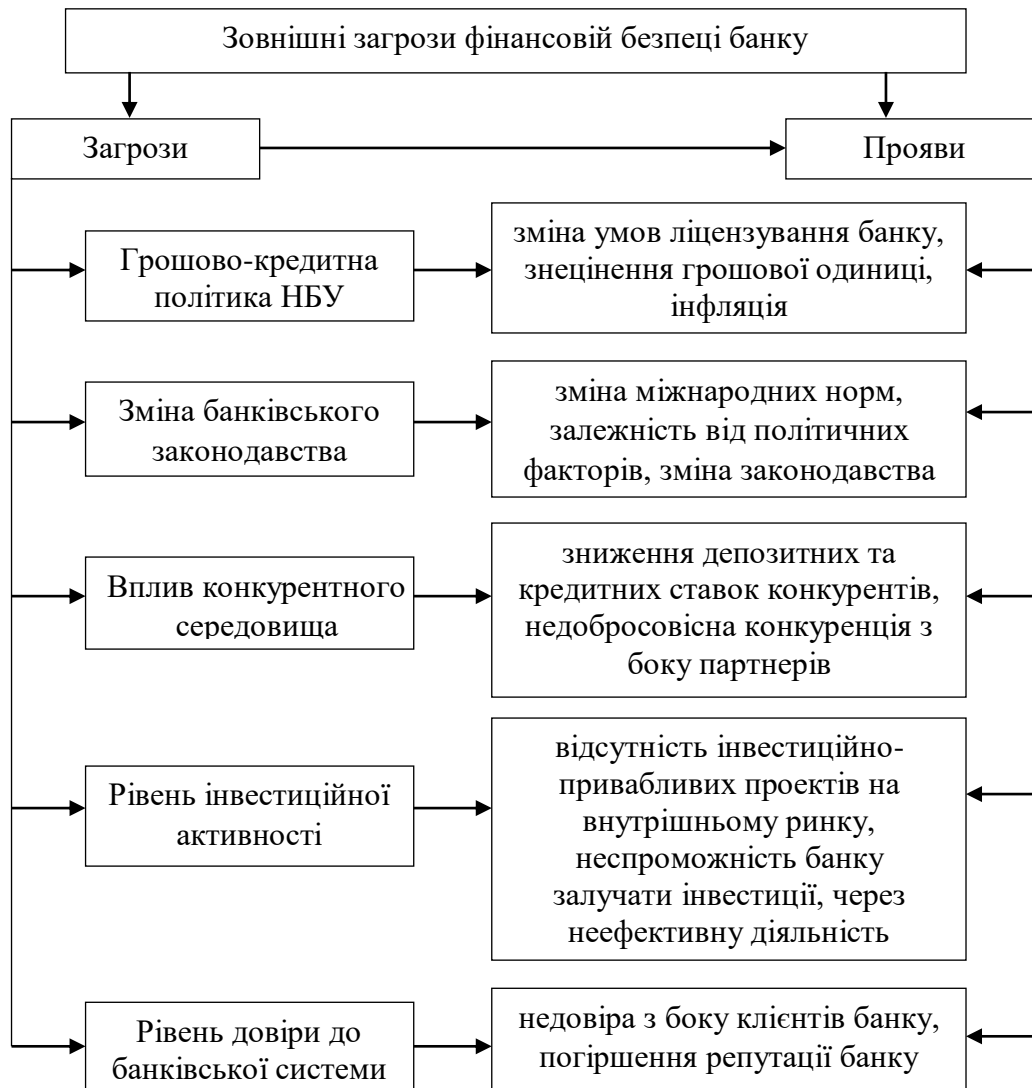 Зовнішні загрози фінансовій безпеці банку
Загрози
Прояви
Грошово-кредитна
політика НБУ
зміна умов ліцензування банку,
знецінення грошової одиниці,
інфляція
Зміна банківського
законодавства
зміна міжнародних норм,
залежність від політичних
факторів, зміна законодавства
Вплив конкурентного
середовища
зниження депозитних та
кредитних ставок конкурентів,
недобросовісна конкуренція з
боку партнерів
Рівень інвестиційної
активності
відсутність інвестиційно-
привабливих проектів на
внутрішньому ринку,
неспроможність банку
залучати інвестиції, через
неефективну діяльність
Рівень довіри до
банківської системи
недовіра з боку клієнтів банку,
погіршення репутації банку